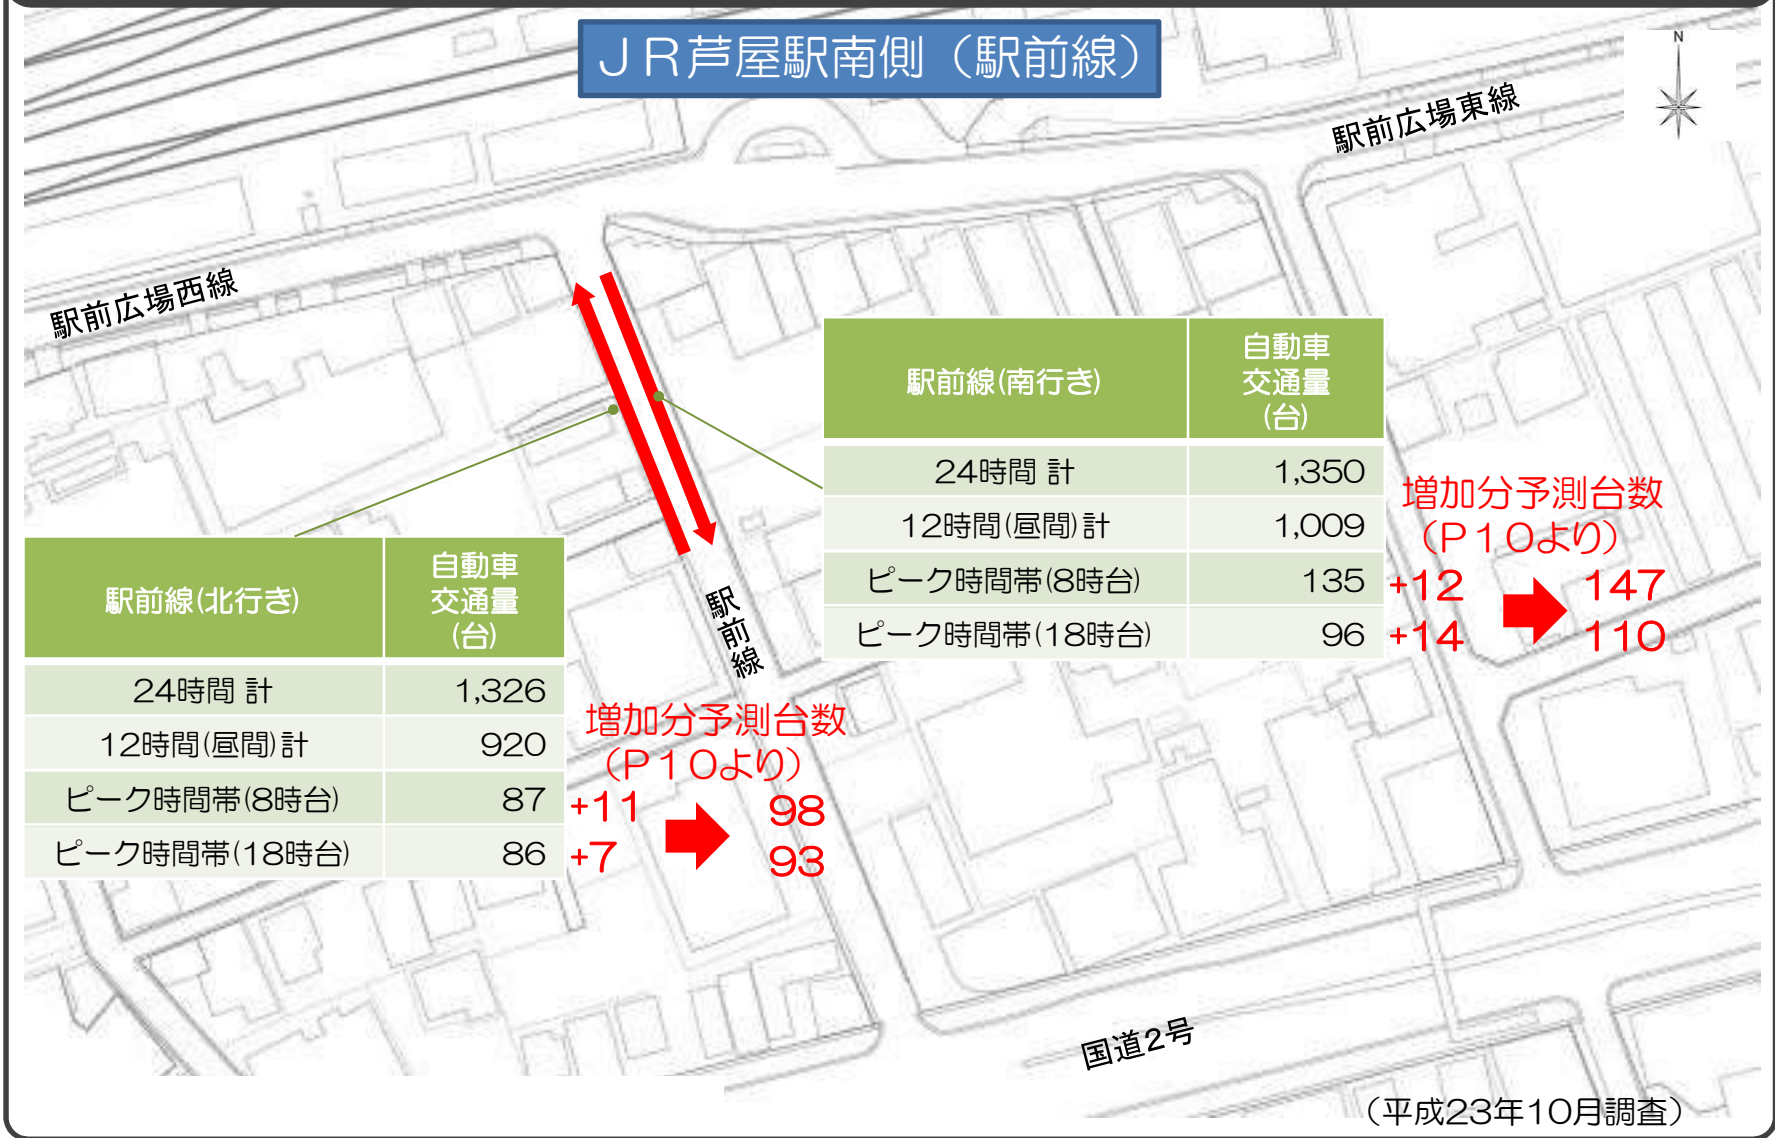 JR芦屋駅南側（駅前線）
N
駅前広場東線
駅前広場西線
駅前線(南行き)
自動車
交通量
(台)
24時間 計 1,350
12時間(昼間)計 1,009
ピーク時間帯(8時台) 135
ピーク時間帯(18時台) 96
増加分予測台数
（P10より）
+12 147
+14 110
駅前線
駅前線(北行き)
自動車
交通量
(台)
24時間 計 1,326
12時間(昼間)計 920
ピーク時間帯(8時台) 87
ピーク時間帯(18時台) 86
増加分予測台数
（P10より）
+11 98
+7 93
国道2号
（平成23年10月調査）